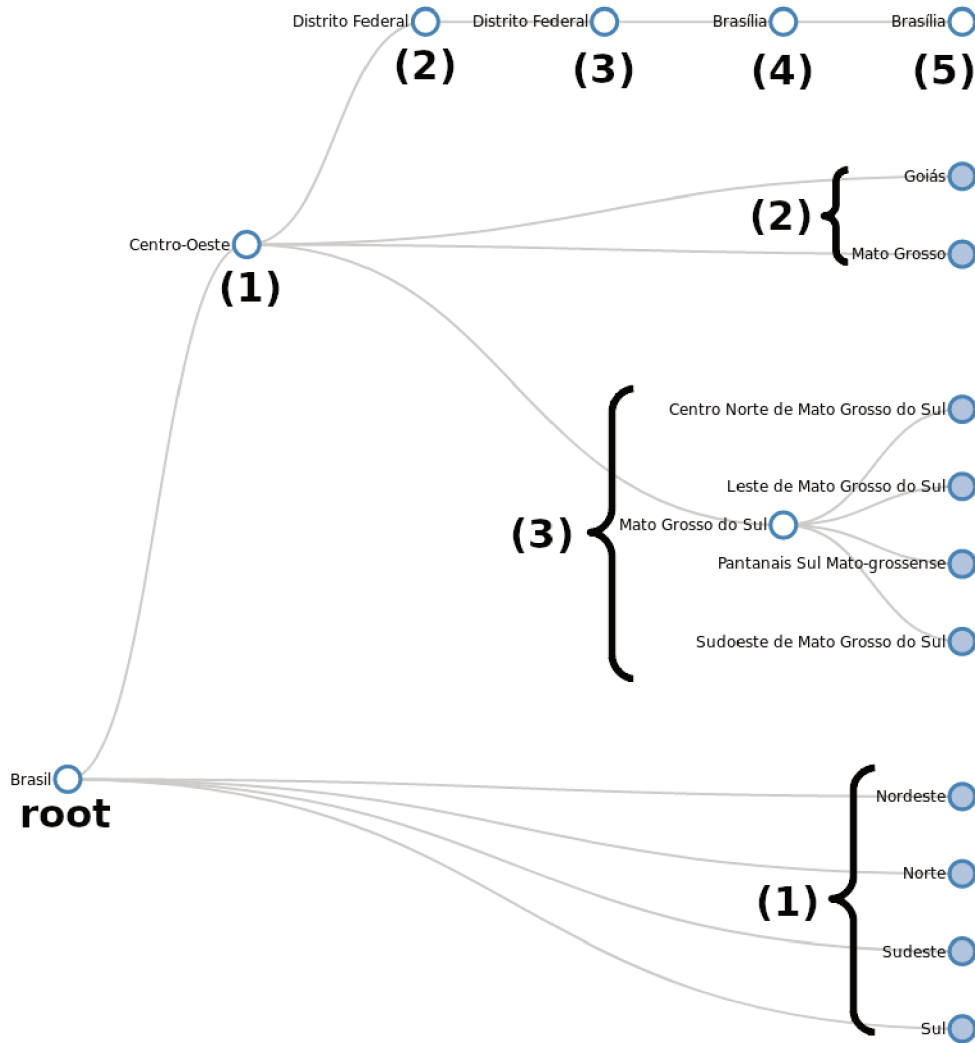 Distrito Federal Distrito Federal Brasília Brasília
(2) (3) (4) (5)
Goiás
(2)
Centro-Oeste
Mato Grosso
(1)
Centro Norte de Mato Grosso do Sul
Leste de Mato Grosso do Sul
Mato Grosso do Sul
(3)
Pantanais Sul Mato-grossense
Sudoeste de Mato Grosso do Sul
Brasil
root
Nordeste
Norte
(1)
Sudeste
Sul